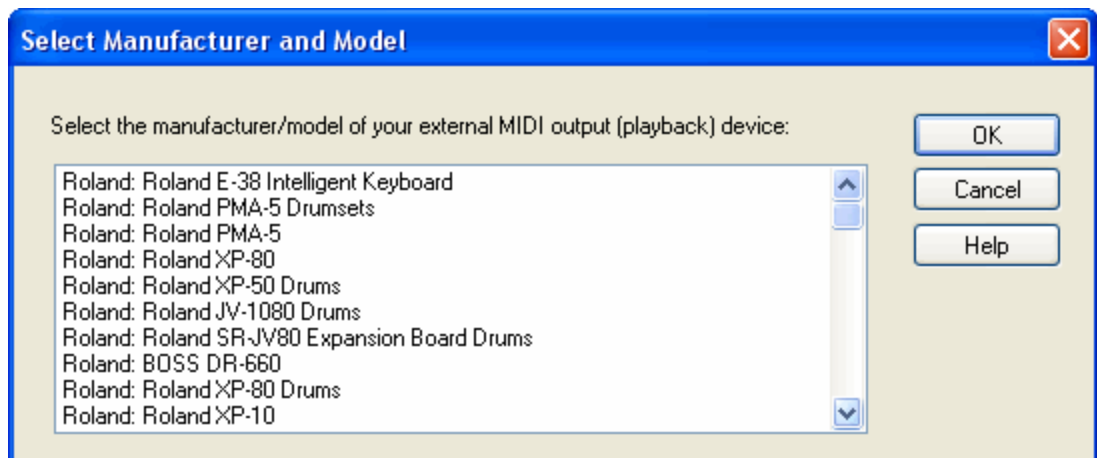 Select Manufacturer and Model
Select the manufacturer/model of your external MIDI output (playback) device:
OK
Cancel
Help
Roland: Roland E-38 Intelligent Keyboard
Roland: Roland PMA-5 Drumsets
Roland: Roland PMA-5
Roland: Roland XP-80
Roland: Roland XP-50 Drums
Roland: Roland JV-1080 Drums
Roland: Roland SR-JV80 Expansion Board Drums
Roland: BOSS DR-660
Roland: Roland XP-80 Drums
Roland: Roland XP-10